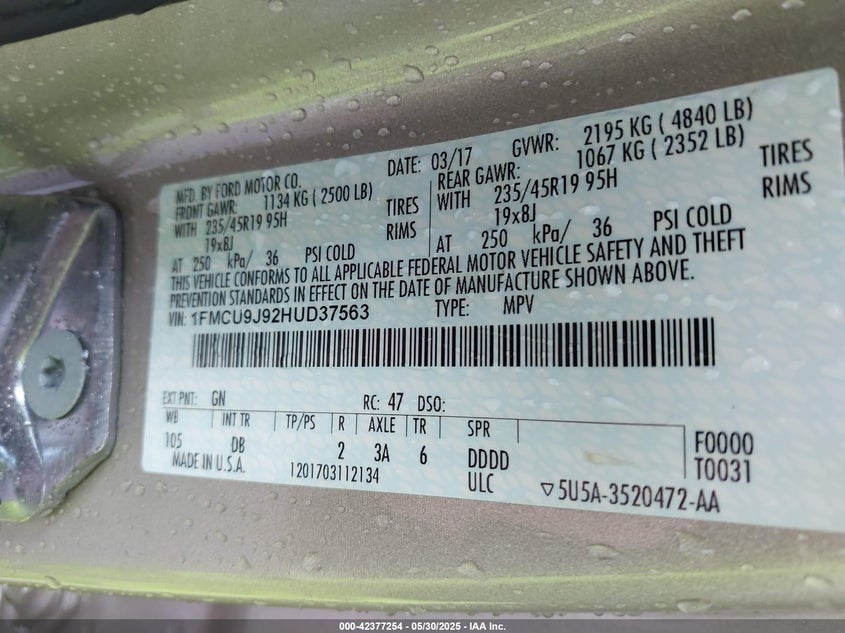 MFD. BY FORD MOTOR CO. DATE: 03/17 GVWR: 2195 KG ( 4840 LB)
FRONT GAWR: 1134 KG ( 2500 LB) REAR GAWR: 1067 KG ( 2352 LB)
WITH 235/45R19 95H TIRES WITH 235/45R19 95H TIRES
19x8J RIMS 19x8J RIMS
AT 250 kPa/ 36 PSI COLD AT 250 kPa/ 36 PSI COLD
THIS VEHICLE CONFORMS TO ALL APPLICABLE FEDERAL MOTOR VEHICLE SAFETY AND THEFT
PREVENTION STANDARDS IN EFFECT ON THE DATE OF MANUFACTURE SHOWN ABOVE.
VIN: 1FMCU9J92HUD37563 TYPE: MPV
EXT PNT: GN RC: 47 DSO:
WB INT TR TP/PS R AXLE TR SPR
105 DB 2 3A 6 DDDD F0000
MADE IN U.S.A. 1201703112134 ULC T0031
▽5U5A-3520472-AA
000-42377254 - 05/30/2025 - IAA Inc.